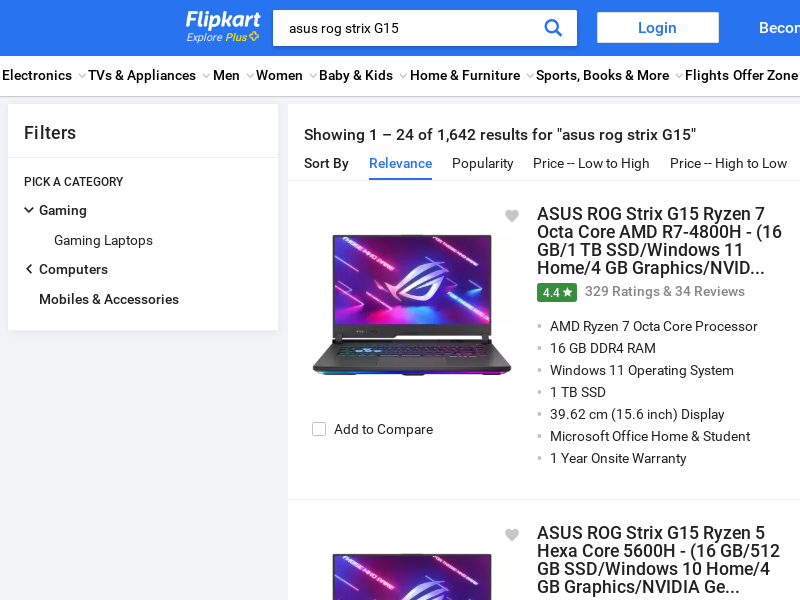 Flipkart
Explore Plus
asus rog strix G15
Login
Becom
Electronics TVs & Appliances Men Women Baby & Kids Home & Furniture Sports, Books & More Flights Offer Zone
Filters
PICK A CATEGORY
Gaming
Gaming Laptops
Computers
Mobiles & Accessories
Showing 1 – 24 of 1,642 results for "asus rog strix G15"
Sort By Relevance Popularity Price -- Low to High Price -- High to Low
ASUS ROG Strix G15 Ryzen 7
Octa Core AMD R7-4800H - (16
GB/1 TB SSD/Windows 11
Home/4 GB Graphics/NVID...
4.4 329 Ratings & 34 Reviews
AMD Ryzen 7 Octa Core Processor
16 GB DDR4 RAM
Windows 11 Operating System
1 TB SSD
39.62 cm (15.6 inch) Display
Microsoft Office Home & Student
1 Year Onsite Warranty
Add to Compare
ASUS ROG Strix G15 Ryzen 5
Hexa Core 5600H - (16 GB/512
GB SSD/Windows 10 Home/4
GB Graphics/NVIDIA Ge...